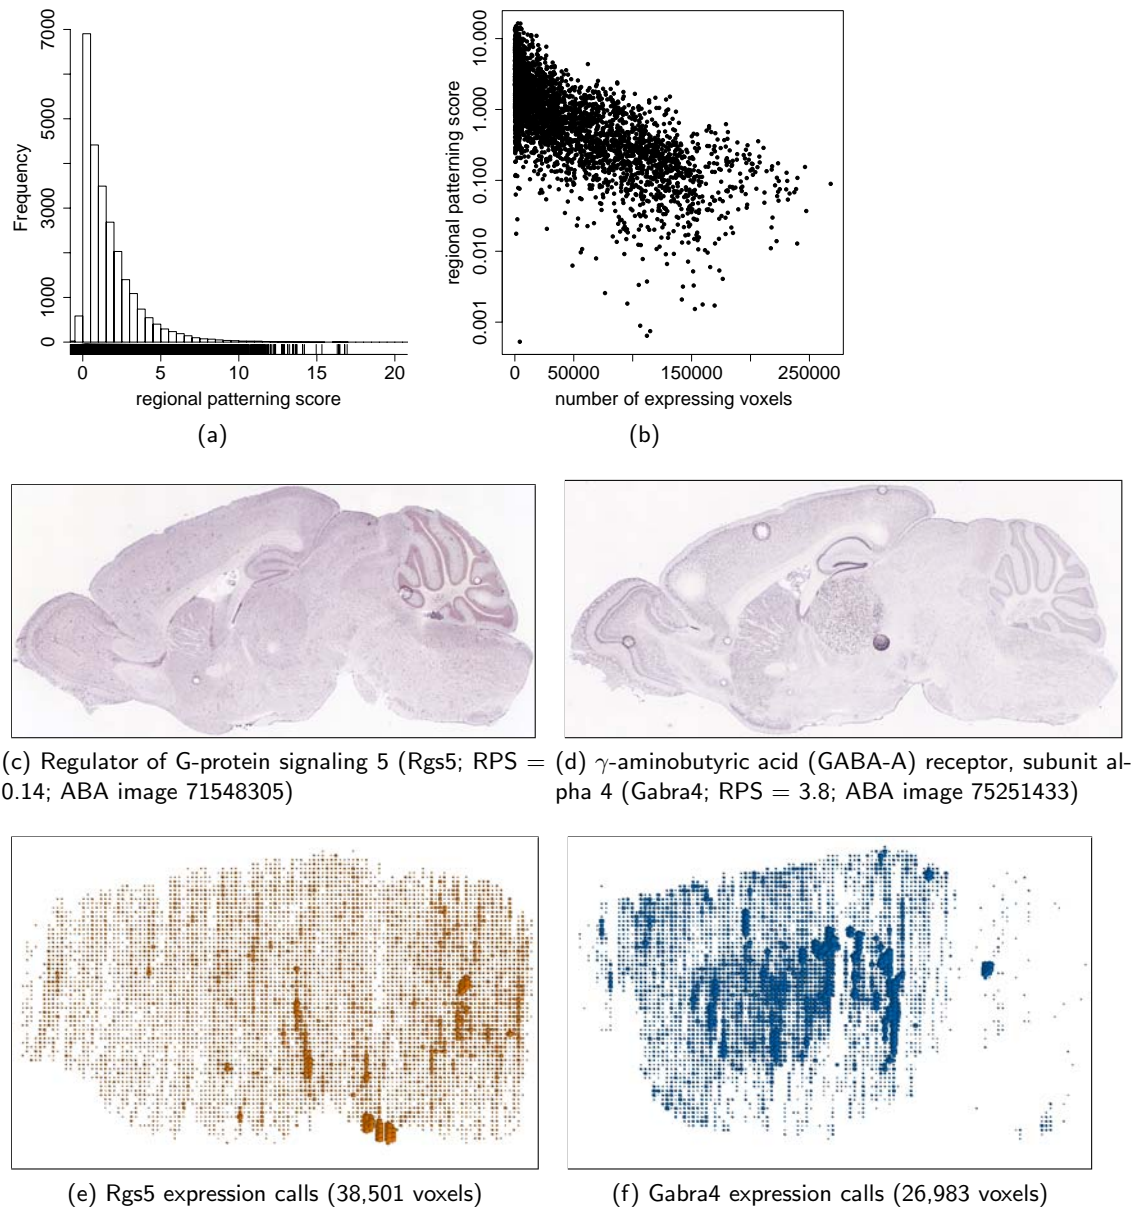 7000
5000
3000
1000
0
Frequency
0 5 10 15 20
regional patterning score
(a)
10.000
1.000
0.100
0.010
0.001
regional patterning score
0 50000 150000 250000
number of expressing voxels
(b)
(c) Regulator of G-protein signaling 5 (Rgs5; RPS =
0.14; ABA image 71548305)
(d) γ-aminobutyric acid (GABA-A) receptor, subunit al-
pha 4 (Gabra4; RPS = 3.8; ABA image 75251433)
(e) Rgs5 expression calls (38,501 voxels)
(f) Gabra4 expression calls (26,983 voxels)